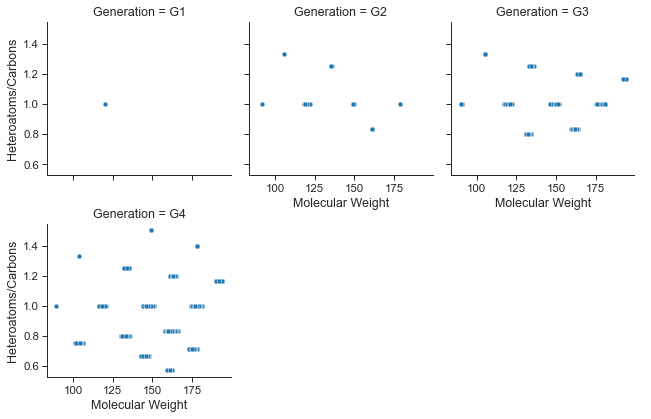 Generation = G1
Generation = G2
Generation = G3
Heteroatoms/Carbons
1.4
1.2
1.0
0.8
0.6
100
125
150
175
Molecular Weight
100
125
150
175
Molecular Weight
Generation = G4
Heteroatoms/Carbons
1.4
1.2
1.0
0.8
0.6
100
125
150
175
Molecular Weight